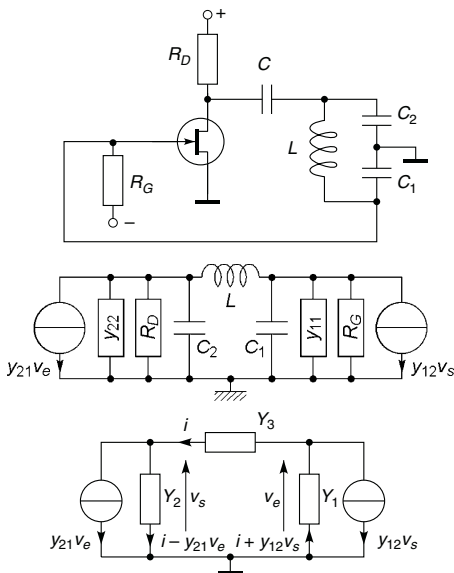 +
R_D
C
C_2
L
C_1
R_G
−
L
y_22
R_D
C_2
C_1
y_11
R_G
y_21v_e
y_12v_s
i
Y_3
Y_2
v_s
v_e
Y_1
y_21v_e
i − y_21v_e
i + y_12v_s
y_12v_s